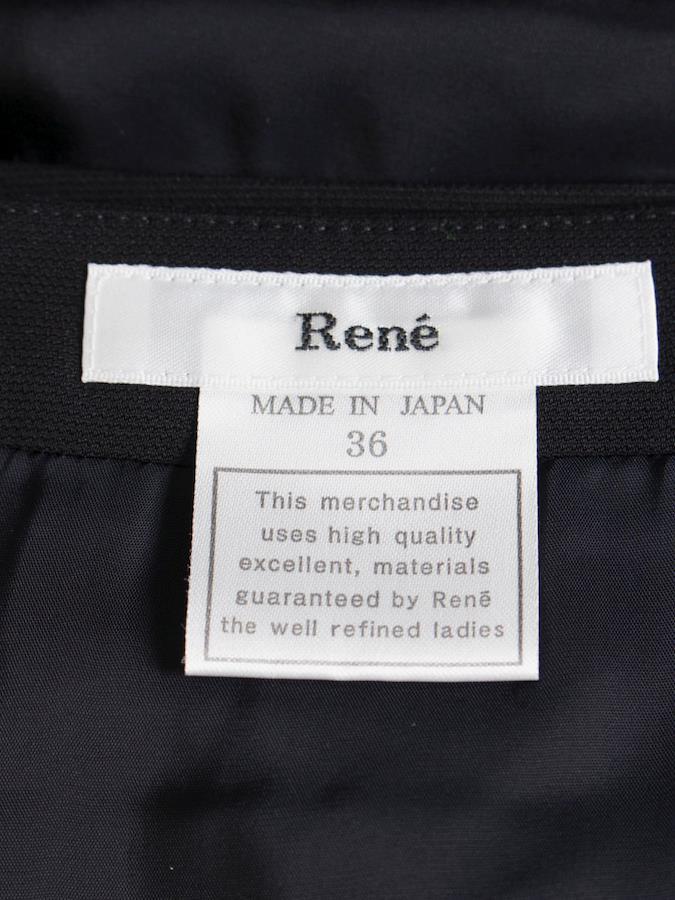 René
MADE IN JAPAN
36
This merchandise
uses high quality
excellent, materials
guaranteed by René
the well refined ladies